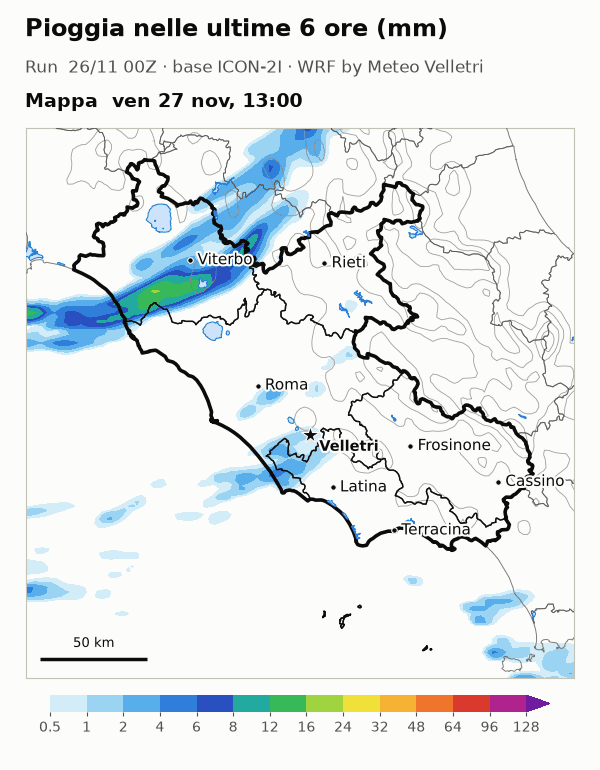 Pioggia nelle ultime 6 ore (mm)
Run 26/11 00Z · base ICON-2I · WRF by Meteo Velletri
Mappa ven 27 nov, 13:00
Viterbo
Rieti
Roma
Velletri
Frosinone
Latina
Cassino
Terracina
50 km
0.5 1 2 4 6 8 12 16 24 32 48 64 96 128